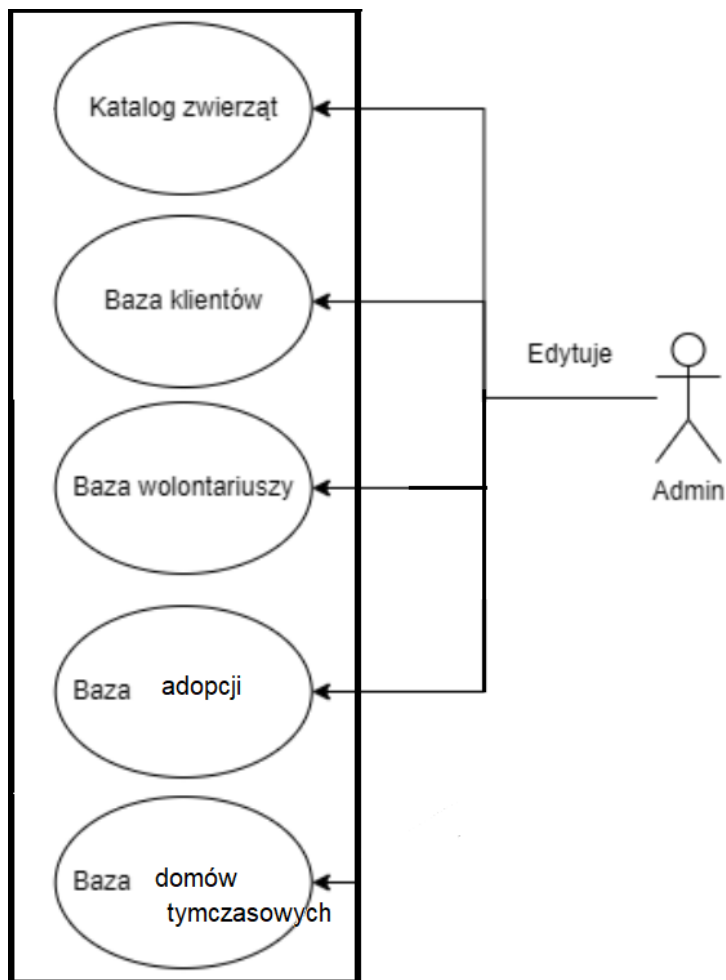 Katalog zwierząt
Baza klientów
Edytuje
Admin
Baza wolontariuszy
Baza adopcji
Baza domów
tymczasowych